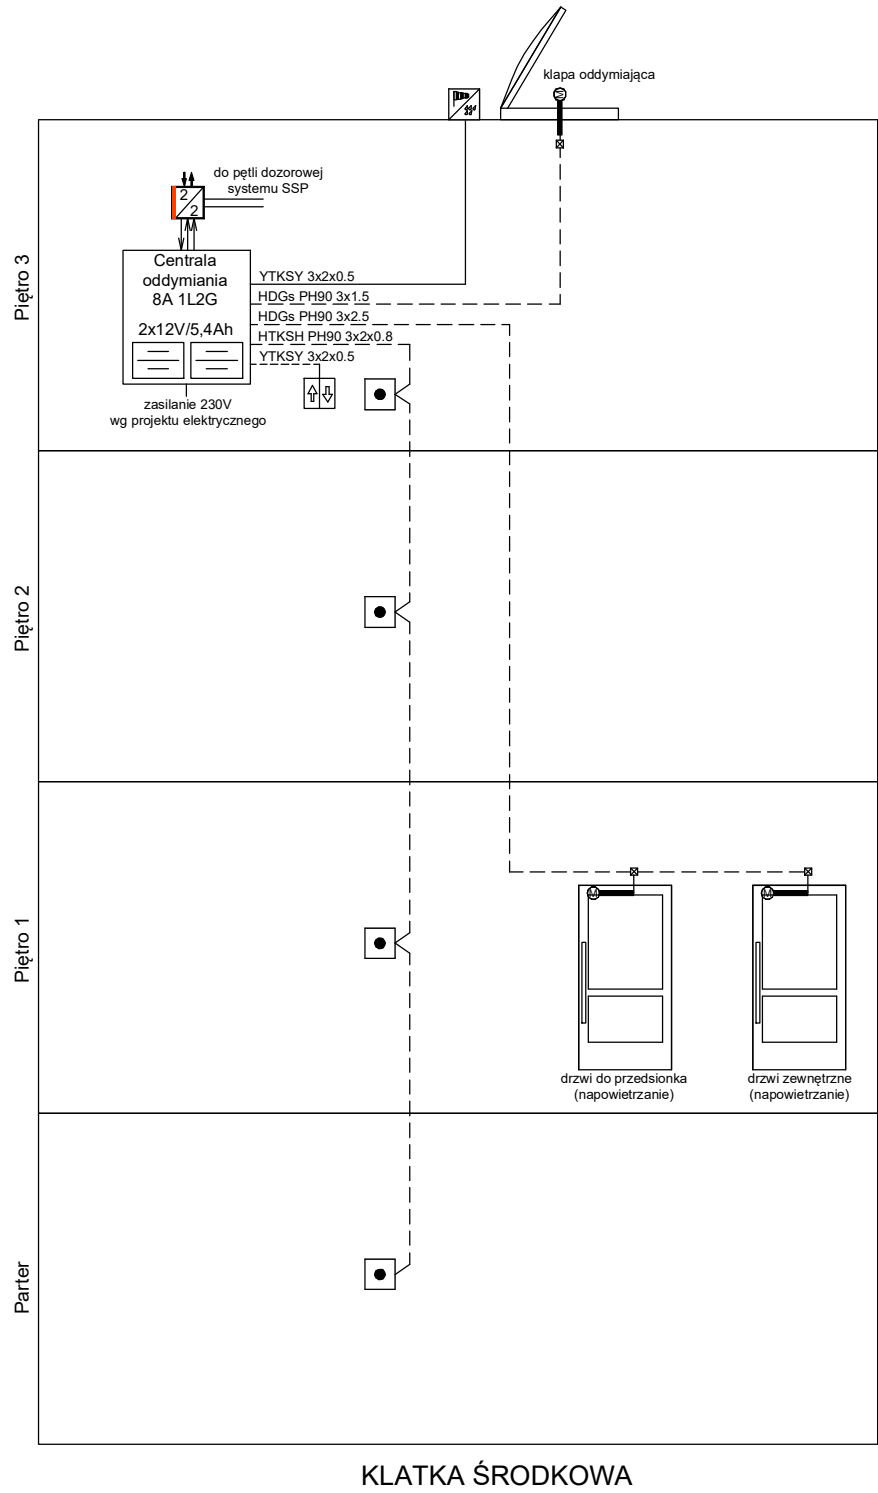 klapa oddymiająca
do pętli dozorowej
systemu SSP
2
2
Piętro 3
Centrala
oddymiania
8A 1L2G
2x12V/5,4Ah
YTKSY 3x2x0.5
HDGs PH90 3x1.5
HDGs PH90 3x2.5
HTKSH PH90 3x2x0.8
YTKSY 3x2x0.5
zasilanie 230V
wg projektu elektrycznego
M
Piętro 2
Piętro 1
M
M
drzwi do przedsionka
(napowietrzanie)
drzwi zewnętrzne
(napowietrzanie)
Parter
KLATKA ŚRODKOWA